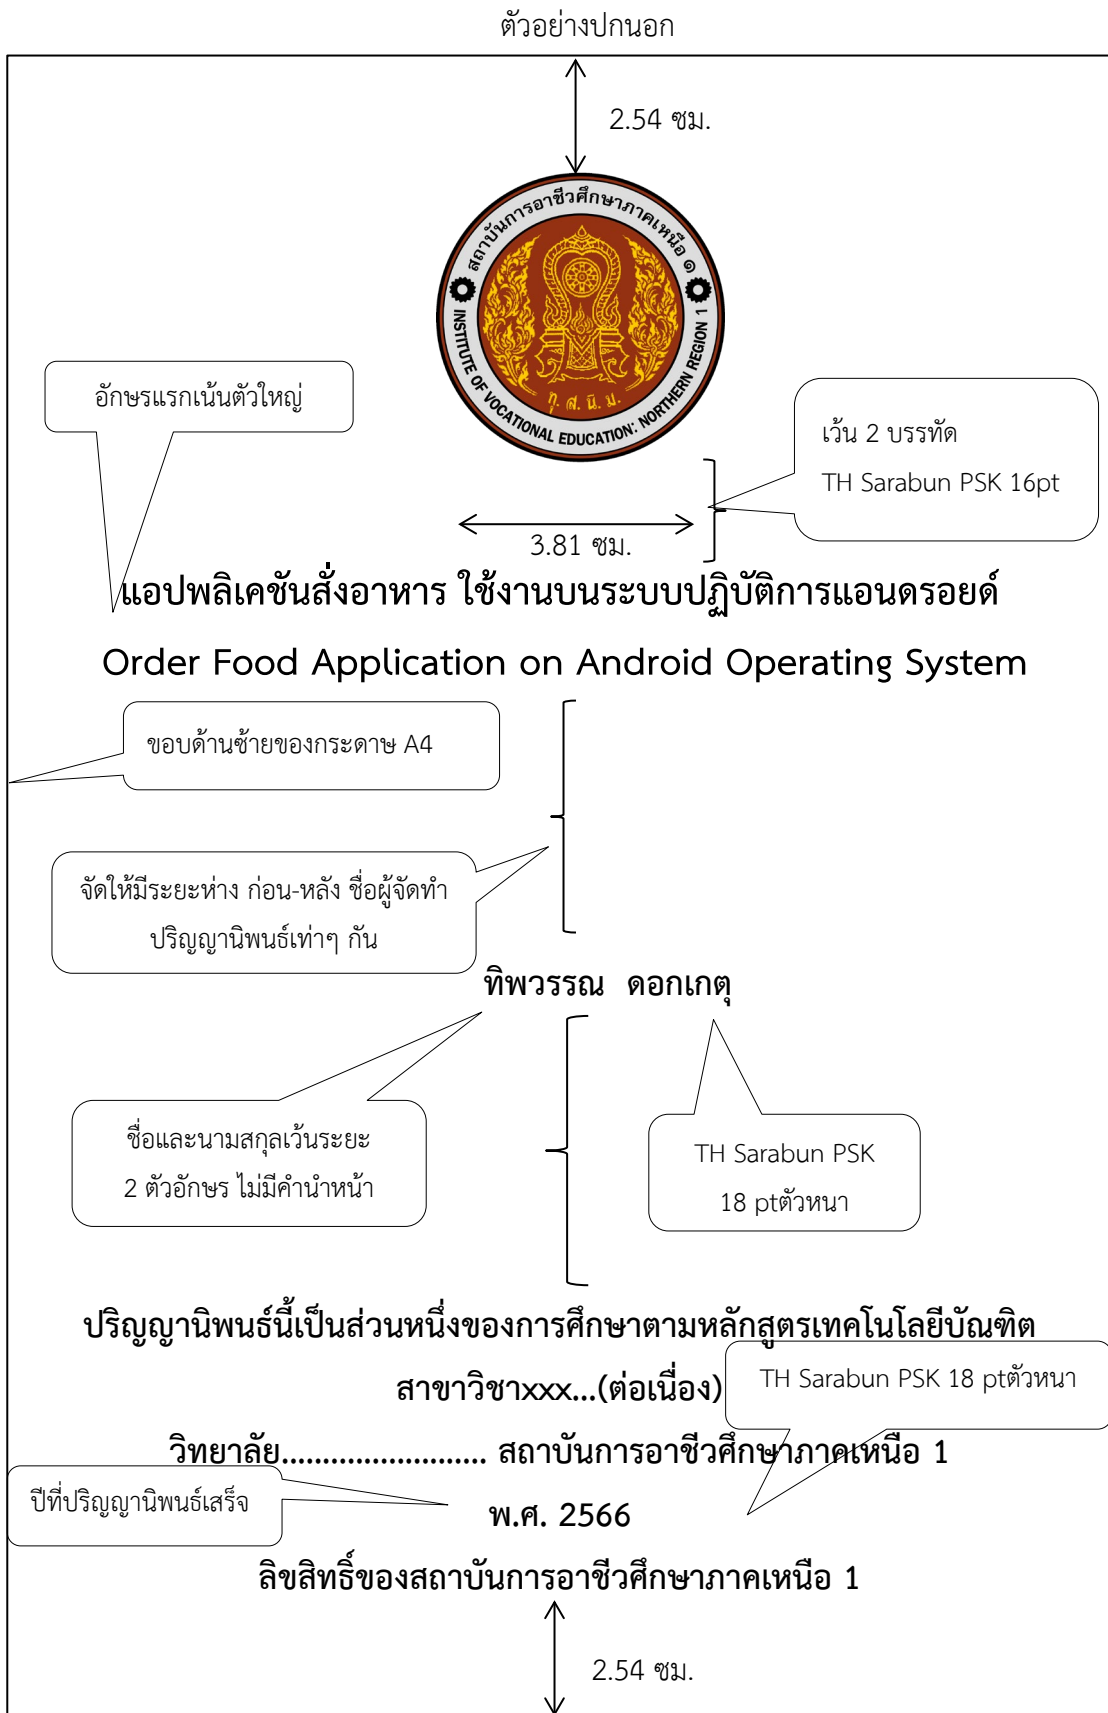 ตัวอย่างปกนอก
2.54 ซม.
สถาบันการอาชีวศึกษาภาคเหนือ ๑
INSTITUTE OF VOCATIONAL EDUCATION: NORTHERN REGION 1
ทุ. ส. นิ. ม.
อักษรแรกเน้นตัวใหญ่
เว้น 2 บรรทัด
TH Sarabun PSK 16pt
3.81 ซม.
แอปพลิเคชันสั่งอาหาร ใช้งานบนระบบปฏิบัติการแอนดรอยด์
Order Food Application on Android Operating System
ขอบด้านซ้ายของกระดาษ A4
จัดให้มีระยะห่าง ก่อน-หลัง ชื่อผู้จัดทำ
ปริญญานิพนธ์เท่าๆ กัน
ทิพวรรณ  ดอกเกตุ
ชื่อและนามสกุลเว้นระยะ
2 ตัวอักษร ไม่มีคำนำหน้า
TH Sarabun PSK
18 ptตัวหนา
ปริญญานิพนธ์นี้เป็นส่วนหนึ่งของการศึกษาตามหลักสูตรเทคโนโลยีบัณฑิต
สาขาวิชาxxx...(ต่อเนื่อง)
TH Sarabun PSK 18 ptตัวหนา
วิทยาลัย........................ สถาบันการอาชีวศึกษาภาคเหนือ 1
ปีที่ปริญญานิพนธ์เสร็จ
พ.ศ. 2566
ลิขสิทธิ์ของสถาบันการอาชีวศึกษาภาคเหนือ 1
2.54 ซม.